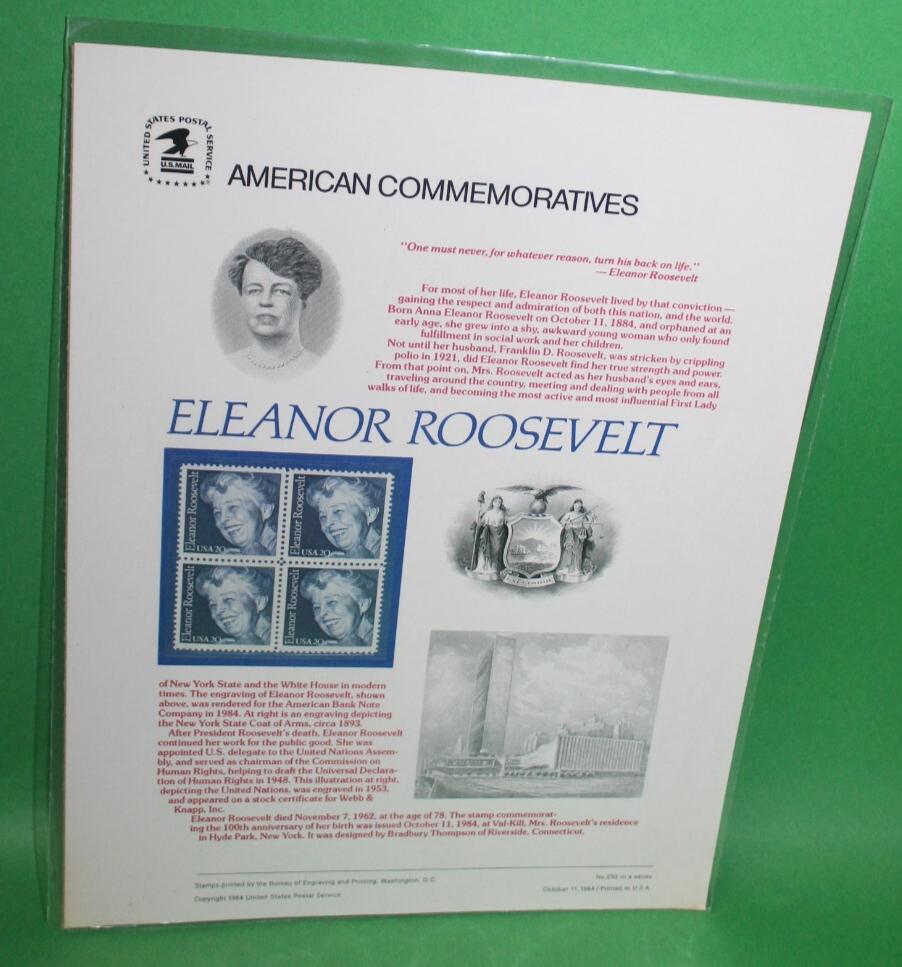 UNITED STATES POSTAL SERVICE
U.S.MAIL
AMERICAN COMMEMORATIVES
"One must never, for whatever reason, turn his back on life."
— Eleanor Roosevelt
For most of her life, Eleanor Roosevelt lived by that conviction —
gaining the respect and admiration of both this nation, and the world.
Born Anna Eleanor Roosevelt on October 11, 1884, and orphaned at an
early age, she grew into a shy, awkward young woman who only found
fulfillment in social work and her children.
Not until her husband, Franklin D. Roosevelt, was stricken by crippling
polio in 1921, did Eleanor Roosevelt find her true strength and power.
From that point on, Mrs. Roosevelt acted as her husband's eyes and ears,
traveling around the country, meeting and dealing with people from all
walks of life, and becoming the most active and most influential First Lady
ELEANOR ROOSEVELT
Eleanor Roosevelt
USA 20c
Eleanor Roosevelt
USA 20c
Eleanor Roosevelt
USA 20c
Eleanor Roosevelt
USA 20c
EXCELSIOR
of New York State and the White House in modern
times. The engraving of Eleanor Roosevelt, shown
above, was rendered for the American Bank Note
Company in 1984. At right is an engraving depicting
the New York State Coat of Arms, circa 1893.
After President Roosevelt's death, Eleanor Roosevelt
continued her work for the public good. She was
appointed U.S. delegate to the United Nations Assem-
bly, and served as chairman of the Commission on
Human Rights, helping to draft the Universal Declara-
tion of Human Rights in 1948. This illustration at right,
depicting the United Nations, was engraved in 1953,
and appeared on a stock certificate for Webb &
Knapp, Inc.
Eleanor Roosevelt died November 7, 1962, at the age of 78. The stamp commemorat-
ing the 100th anniversary of her birth was issued October 11, 1984, at Val-Kill, Mrs. Roosevelt's residence
in Hyde Park, New York. It was designed by Bradbury Thompson of Riverside, Connecticut.
Stamps printed by the Bureau of Engraving and Printing, Washington, D.C.
Copyright 1984 United States Postal Service
No. in a series
October 11, 1984 / Printed in U.S.A.